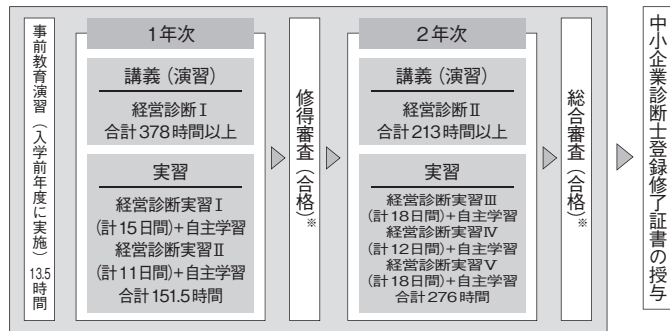 事前教育演習（入学前年度に実施）13.5時間
1年次
講義（演習）
経営診断Ⅰ
合計378時間以上
実習
経営診断実習Ⅰ
(計15日間)+自主学習
経営診断実習Ⅱ
(計11日間)+自主学習
合計151.5時間
修得審査（合格）※
2年次
講義（演習）
経営診断Ⅱ
合計213時間以上
実習
経営診断実習Ⅲ
(計18日間)+自主学習
経営診断実習Ⅳ
(計12日間)+自主学習
経営診断実習Ⅴ
(計18日間)+自主学習
合計276時間
総合審査（合格）※
中小企業診断士登録修了証書の授与